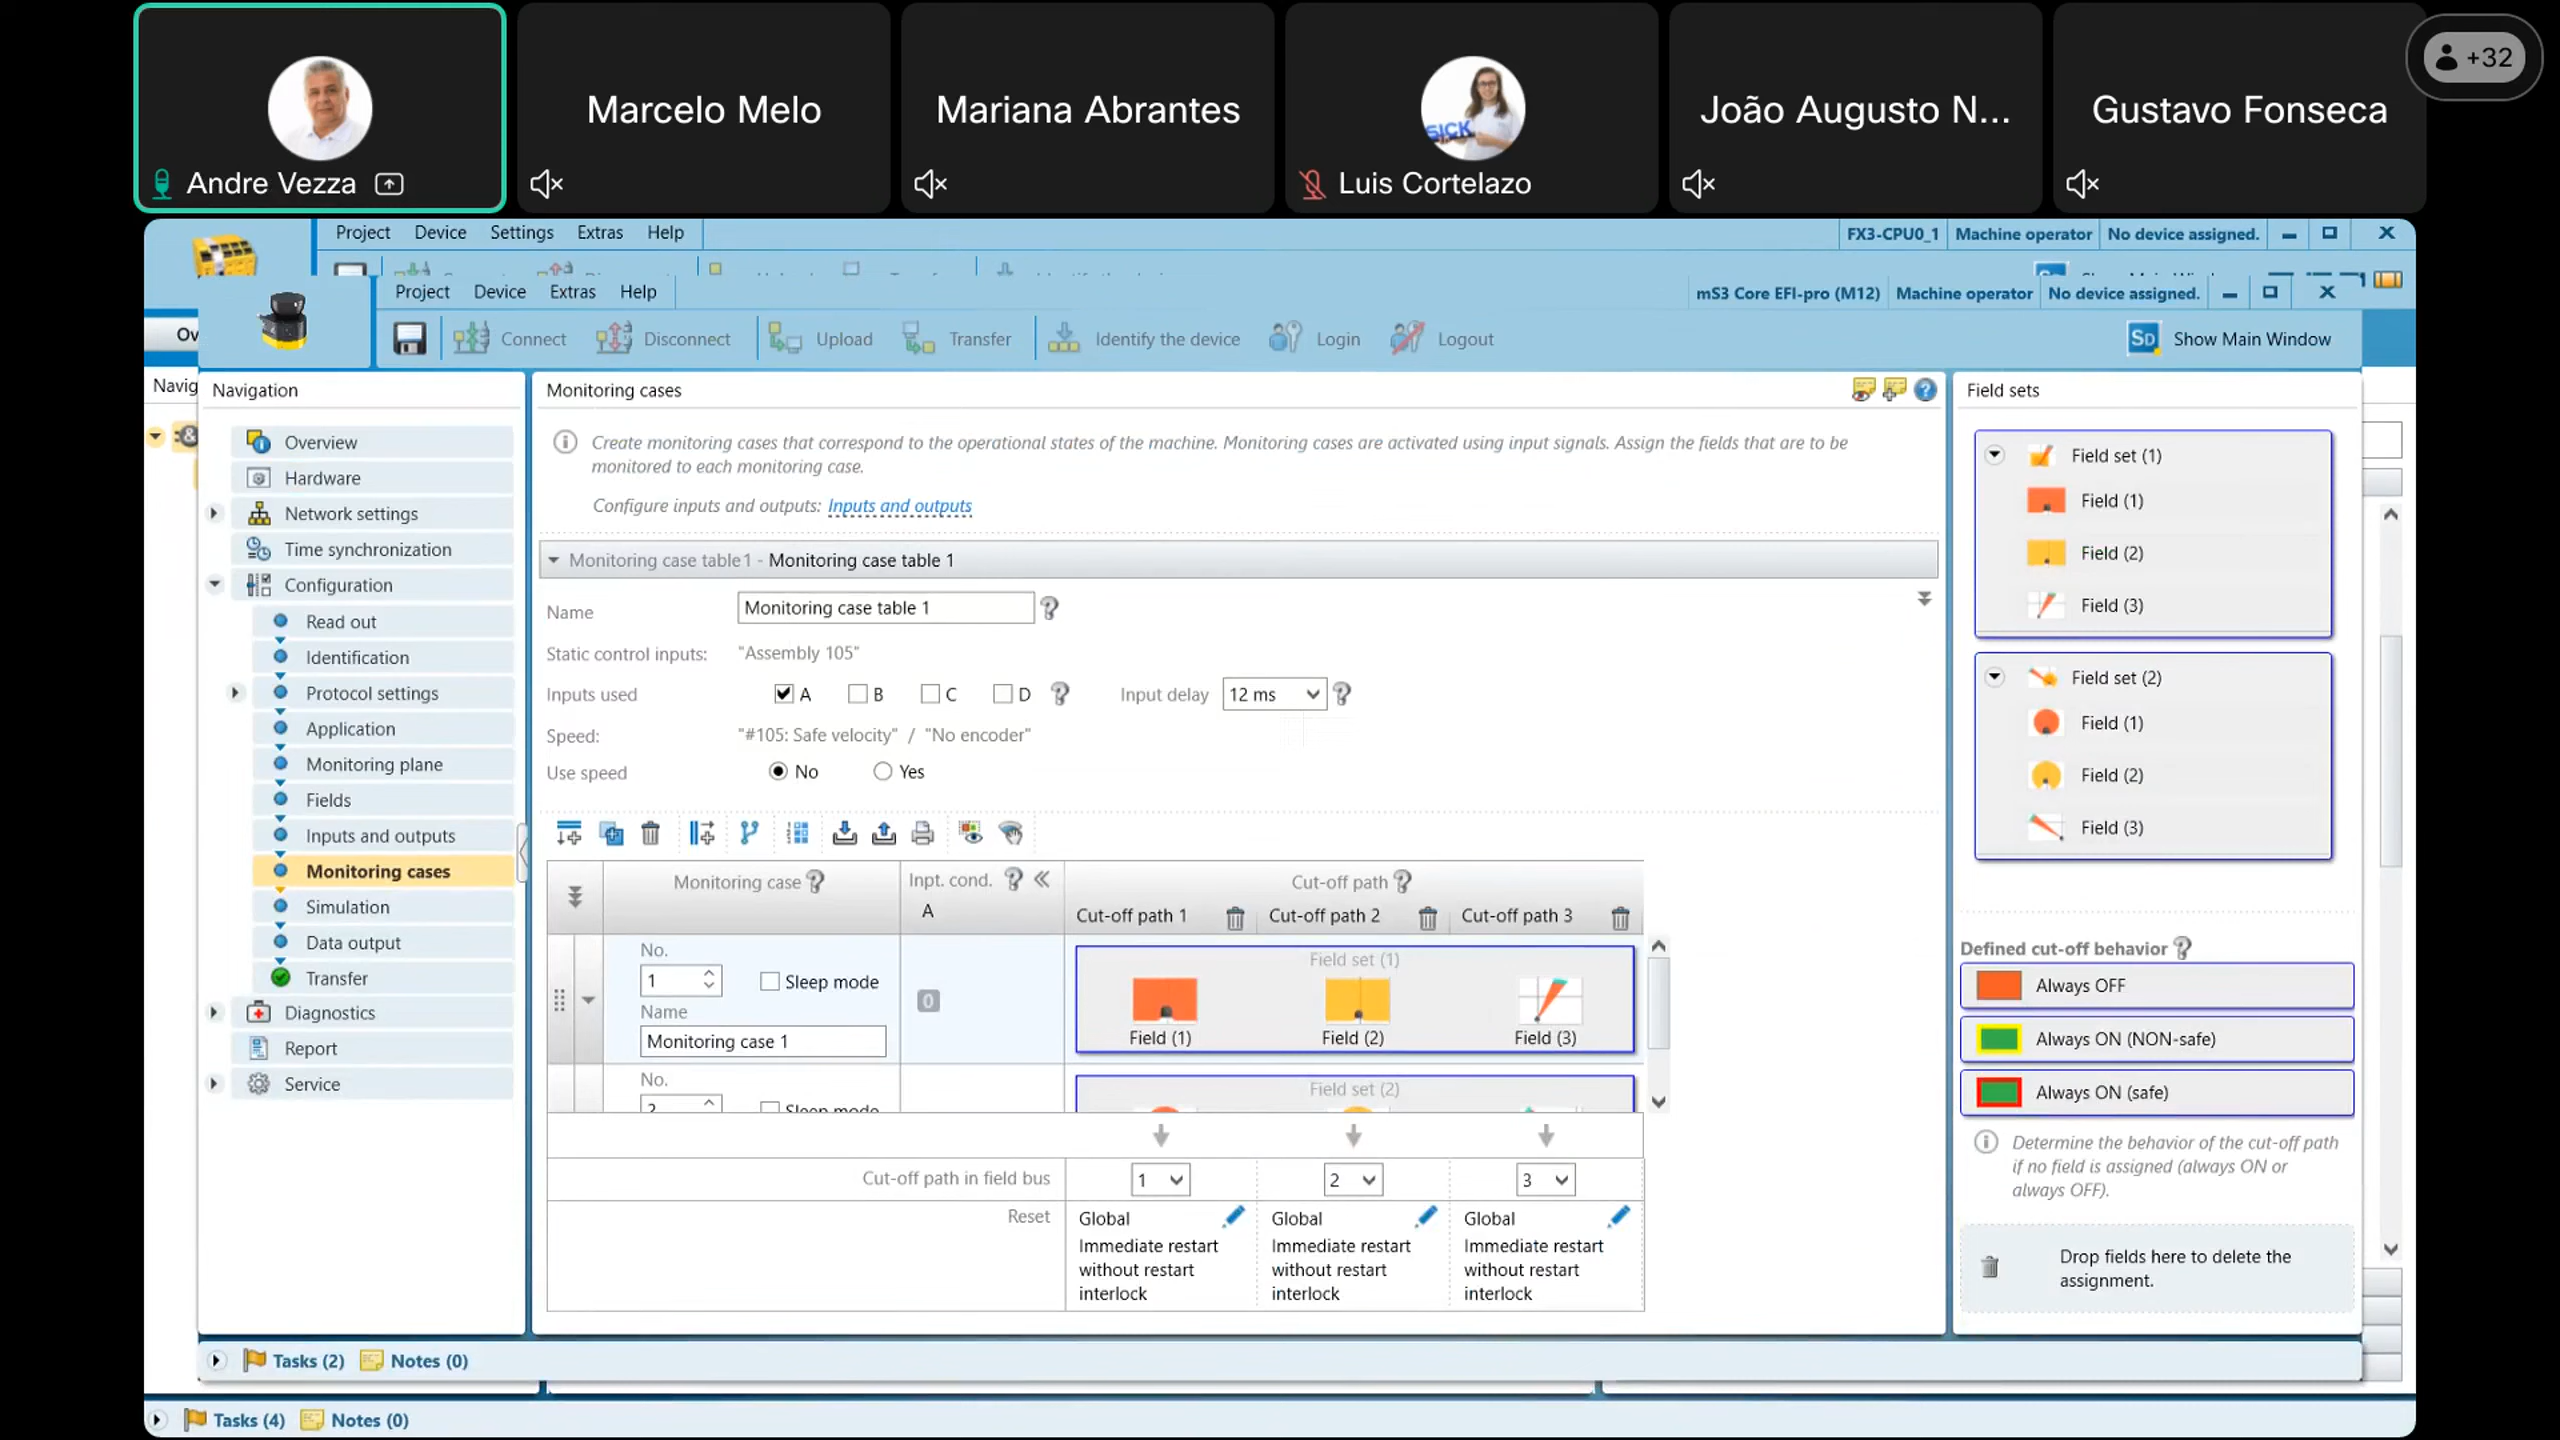 +32
Marcelo Melo
Mariana Abrantes
João Augusto N...
Gustavo Fonseca
SICK
Andre Vezza
Luis Cortelazo
Project Device Settings Extras Help
FX3-CPU0_1 Machine operator No device assigned.
Project Device Extras Help
mS3 Core EFI-pro (M12) Machine operator No device assigned.
Ov
Connect Disconnect Upload Transfer Identify the device Login Logout
Sd Show Main Window
Navig
Navigation
Overview
Hardware
Network settings
Time synchronization
Configuration
Read out
Identification
Protocol settings
Application
Monitoring plane
Fields
Inputs and outputs
Monitoring cases
Simulation
Data output
Transfer
Diagnostics
Report
Service
Monitoring cases
Create monitoring cases that correspond to the operational states of the machine. Monitoring cases are activated using input signals. Assign the fields that are to be
monitored to each monitoring case.
Configure inputs and outputs: Inputs and outputs
Monitoring case table1 - Monitoring case table 1
Name Monitoring case table 1
Static control inputs: "Assembly 105"
Inputs used A B C D Input delay 12 ms
Speed: "#105: Safe velocity" / "No encoder"
Use speed No Yes
Monitoring case Inpt. cond. Cut-off path
A
Cut-off path 1 Cut-off path 2 Cut-off path 3
No.
1 Sleep mode
0
Name
Monitoring case 1
Field set (1)
Field (1) Field (2) Field (3)
No.
2 Sleep mode
Field set (2)
Cut-off path in field bus 1 2 3
Reset
Global
Immediate restart
without restart
interlock
Global
Immediate restart
without restart
interlock
Global
Immediate restart
without restart
interlock
Field sets
Field set (1)
Field (1)
Field (2)
Field (3)
Field set (2)
Field (1)
Field (2)
Field (3)
Defined cut-off behavior
Always OFF
Always ON (NON-safe)
Always ON (safe)
Determine the behavior of the cut-off path
if no field is assigned (always ON or
always OFF).
Drop fields here to delete the
assignment.
Tasks (2) Notes (0)
Tasks (4) Notes (0)